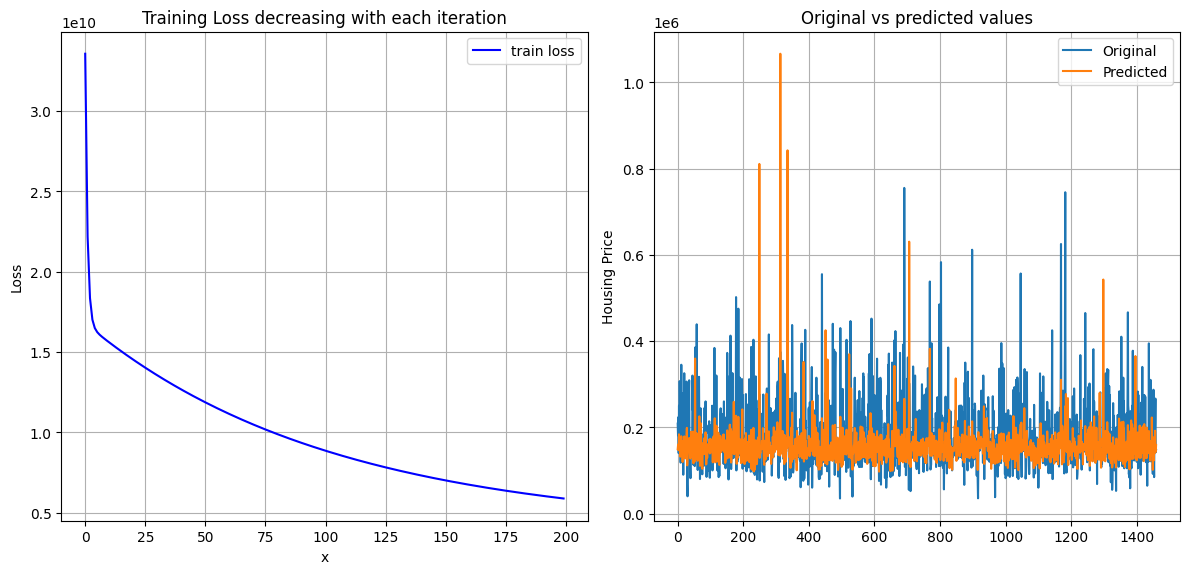 Training Loss decreasing with each iteration
1e10
train loss
3.0
2.5
2.0
1.5
1.0
0.5
Loss
0 25 50 75 100 125 150 175 200
x
Original vs predicted values
1e6
Original
Predicted
1.0
0.8
0.6
0.4
0.2
0.0
Housing Price
0 200 400 600 800 1000 1200 1400